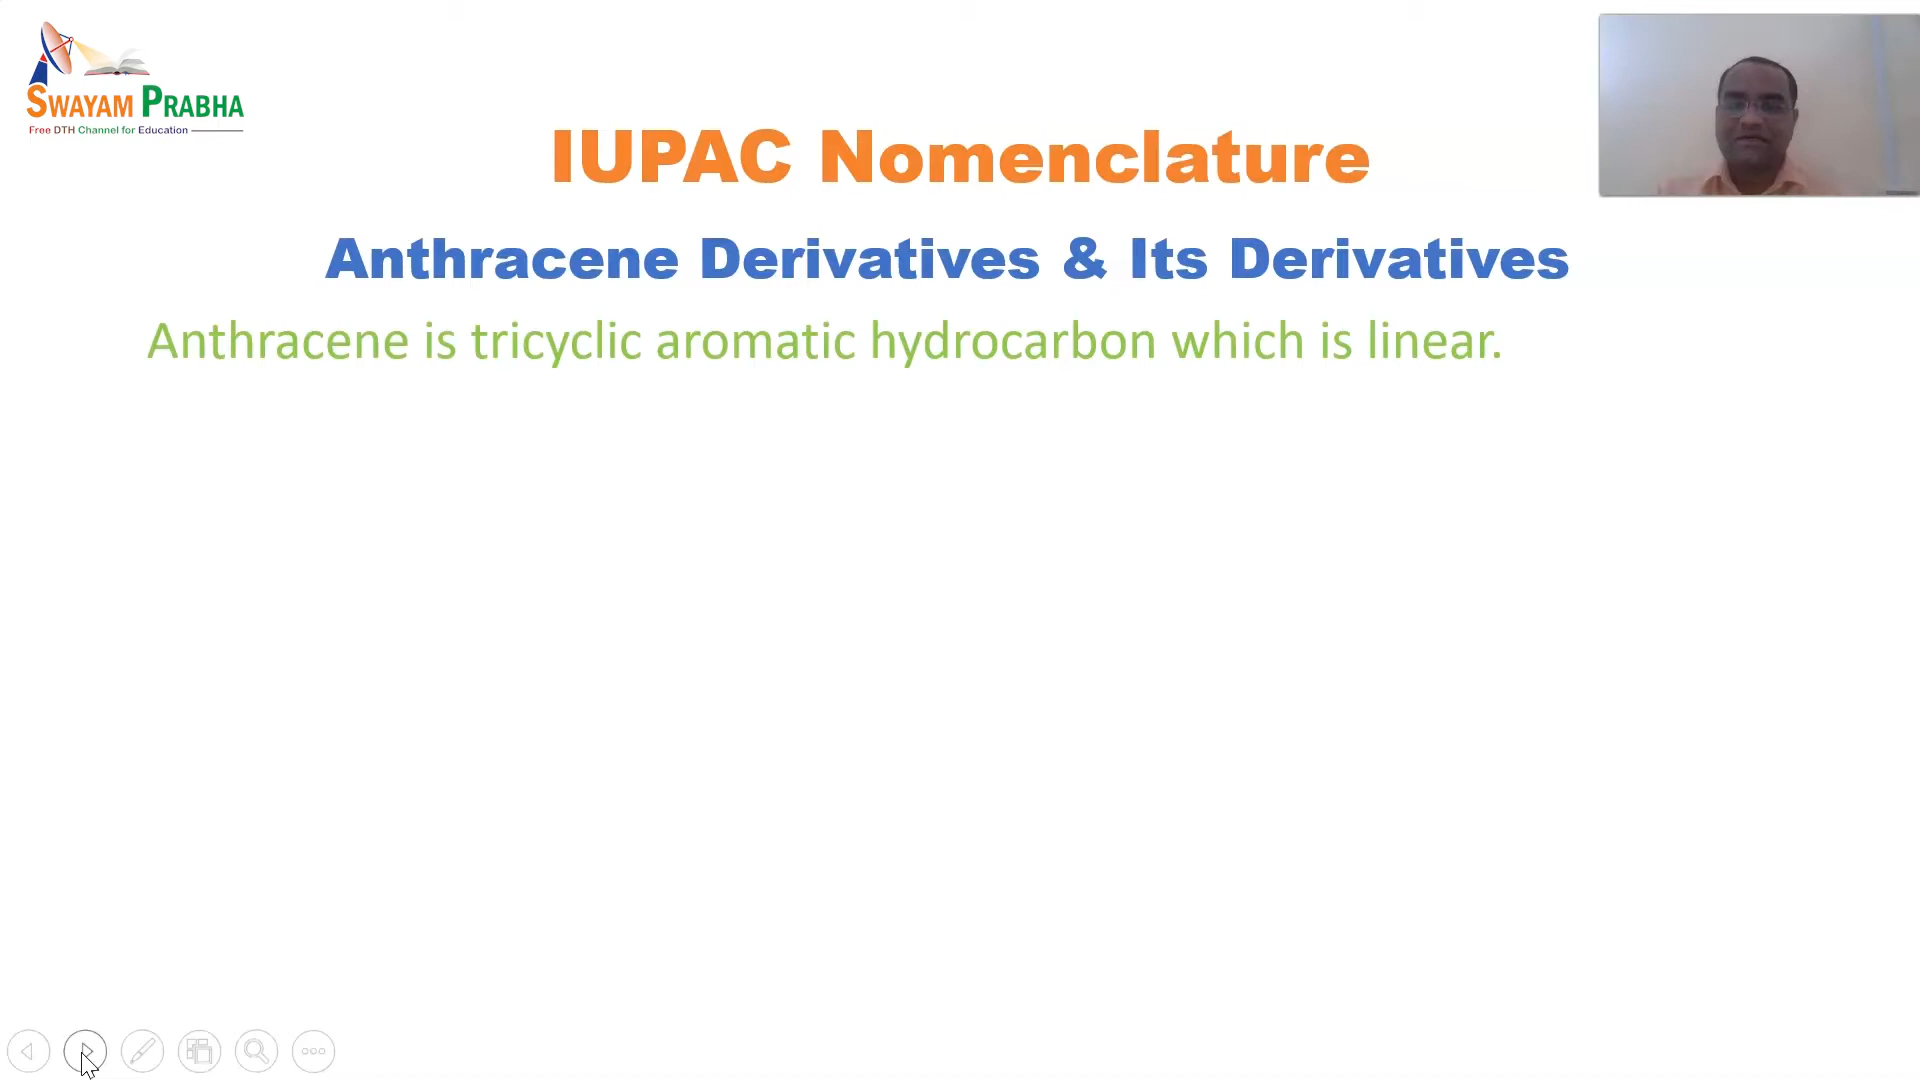 SWAYAM PRABHA
Free DTH Channel for Education
IUPAC Nomenclature
Anthracene Derivatives & Its Derivatives
Anthracene is tricyclic aromatic hydrocarbon which is linear.